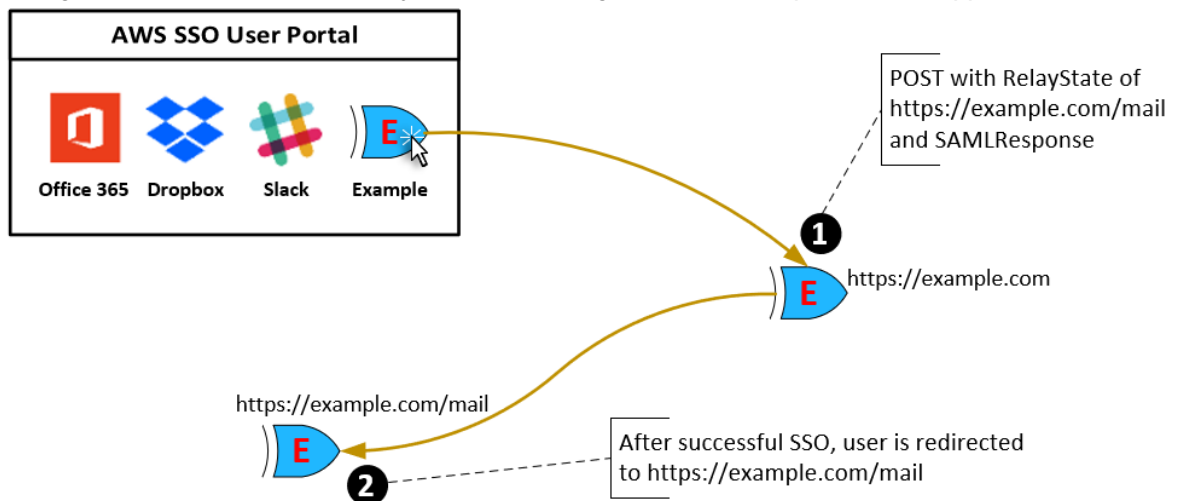 AWS SSO User Portal
E
Office 365 Dropbox Slack Example
POST with RelayState of
https://example.com/mail
and SAMLResponse
1
E
https://example.com
https://example.com/mail
E
2
After successful SSO, user is redirected
to https://example.com/mail